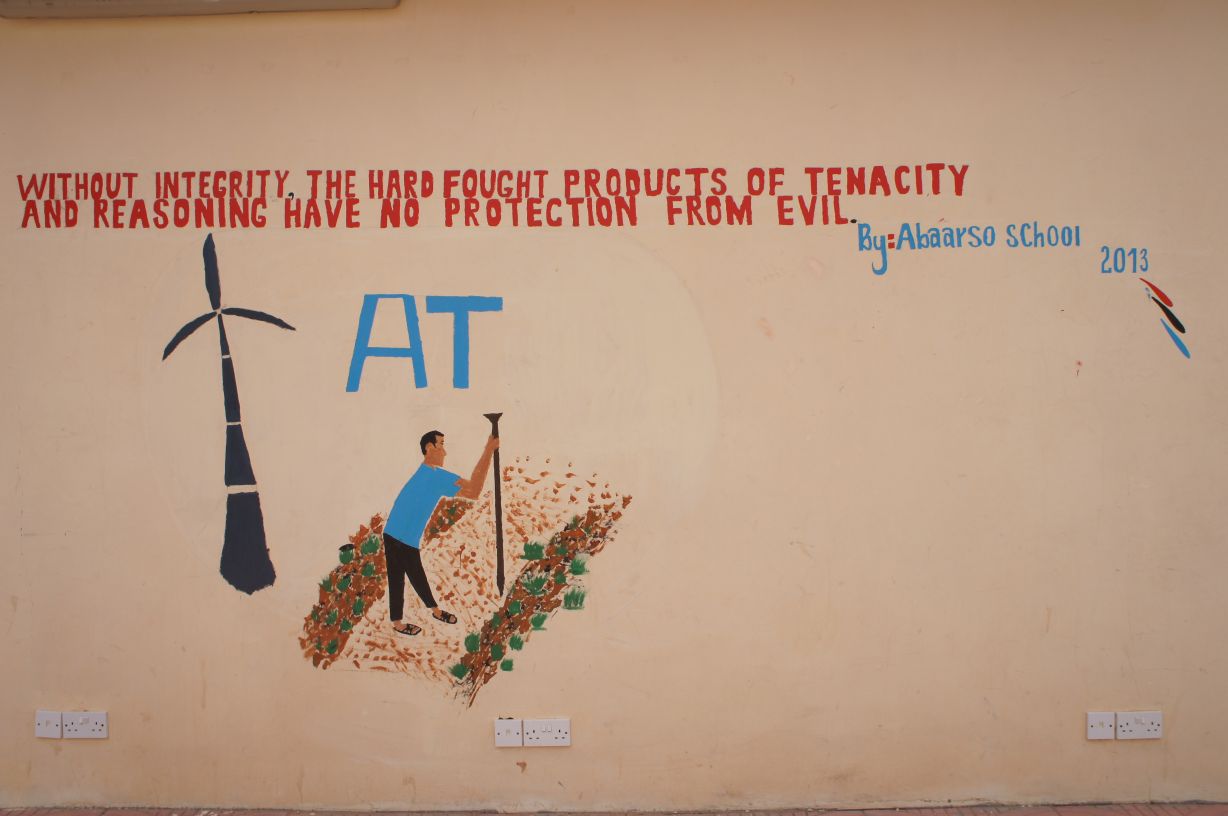 WITHOUT INTEGRITY, THE HARD FOUGHT PRODUCTS OF TENACITY
AND REASONING HAVE NO PROTECTION FROM EVIL.
By:Abaarso SChool
2013
AT